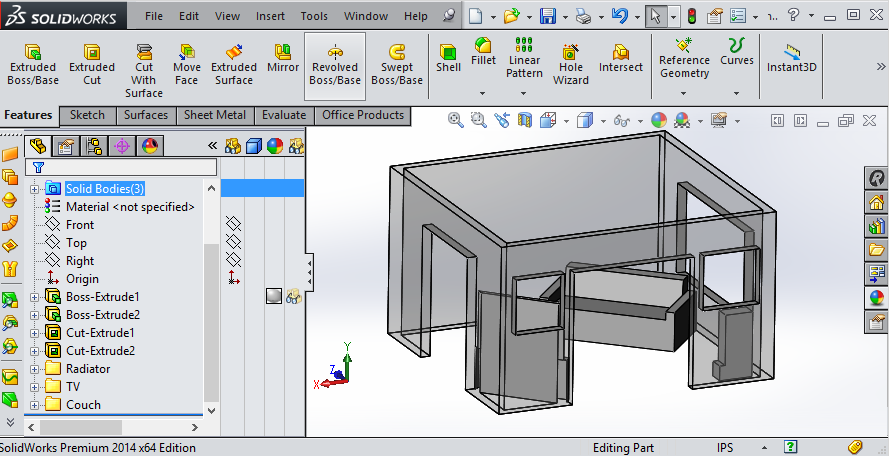 SOLIDWORKS File Edit View Insert Tools Window Help
Extruded Boss/Base
Extruded Cut
Cut With Surface
Move Face
Extruded Surface
Mirror
Revolved Boss/Base
Swept Boss/Base
Shell
Fillet
Linear Pattern
Hole Wizard
Intersect
Reference Geometry
Curves
Instant3D
Features Sketch Surfaces Sheet Metal Evaluate Office Products
Solid Bodies(3)
Material <not specified>
Front
Top
Right
Origin
Boss-Extrude1
Boss-Extrude2
Cut-Extrude1
Cut-Extrude2
Radiator
TV
Couch
Y
Z
X
SolidWorks Premium 2014 x64 Edition Editing Part IPS